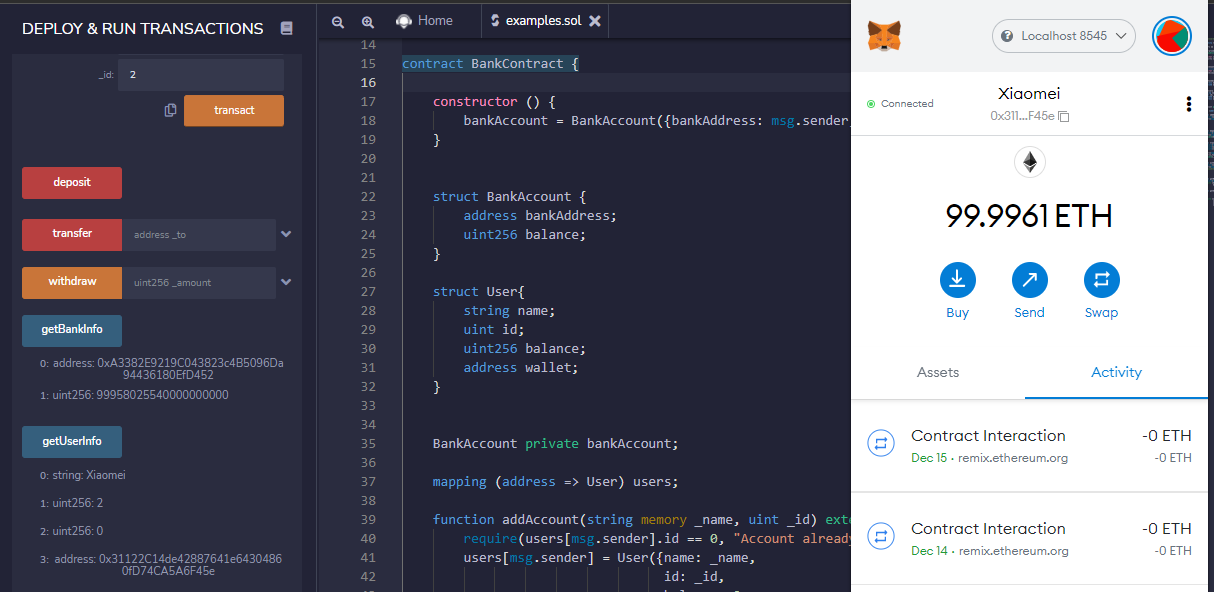 DEPLOY & RUN TRANSACTIONS
_id: 2
transact
deposit
transfer address _to
withdraw uint256 _amount
getBankInfo
0: address: 0xA3382E9219C043823c4B5096Da
94436180EfD452
1: uint256: 99958025540000000000
getUserInfo
0: string: Xiaomei
1: uint256: 2
2: uint256: 0
3: address: 0x31122C14de42887641e6430486
0fD74CA5A6F45e
Home
examples.sol
14
15 contract BankContract {
16
17 constructor () {
18 bankAccount = BankAccount({bankAddress: msg.sender,
19 }
20
21
22 struct BankAccount {
23 address bankAddress;
24 uint256 balance;
25 }
26
27 struct User{
28 string name;
29 uint id;
30 uint256 balance;
31 address wallet;
32 }
33
34
35 BankAccount private bankAccount;
36
37 mapping (address => User) users;
38
39 function addAccount(string memory _name, uint _id) exte
40 require(users[msg.sender].id == 0, "Account already
41 users[msg.sender] = User({name: _name,
42 id: _id,
Localhost 8545
Connected
Xiaomei
0x311...F45e
99.9961 ETH
Buy
Send
Swap
Assets
Activity
Contract Interaction -0 ETH
Dec 15 · remix.ethereum.org -0 ETH
Contract Interaction -0 ETH
Dec 14 · remix.ethereum.org -0 ETH